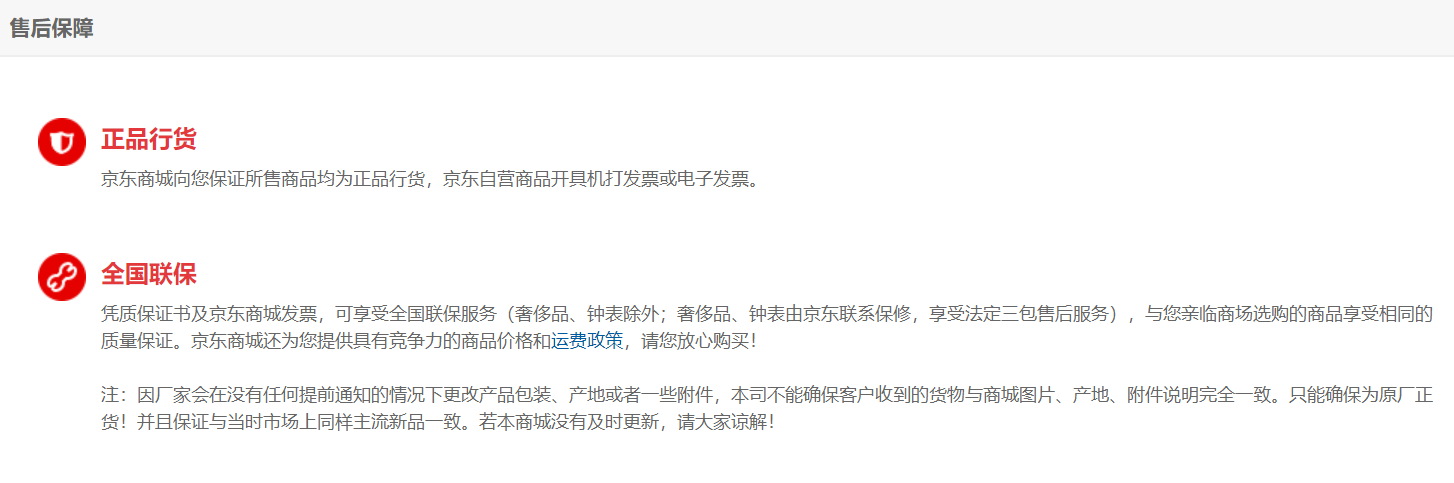 售后保障
正品行货
京东商城向您保证所售商品均为正品行货，京东自营商品开具机打发票或电子发票。
全国联保
凭质保证书及京东商城发票，可享受全国联保服务（奢侈品、钟表除外；奢侈品、钟表由京东联系保修，享受法定三包售后服务），与您亲临商场选购的商品享受相同的
质量保证。京东商城还为您提供具有竞争力的商品价格和运费政策，请您放心购买！
注：因厂家会在没有任何提前通知的情况下更改产品包装、产地或者一些附件，本司不能确保客户收到的货物与商城图片、产地、附件说明完全一致。只能确保为原厂正
货！并且保证与当时市场上同样主流新品一致。若本商城没有及时更新，请大家谅解！